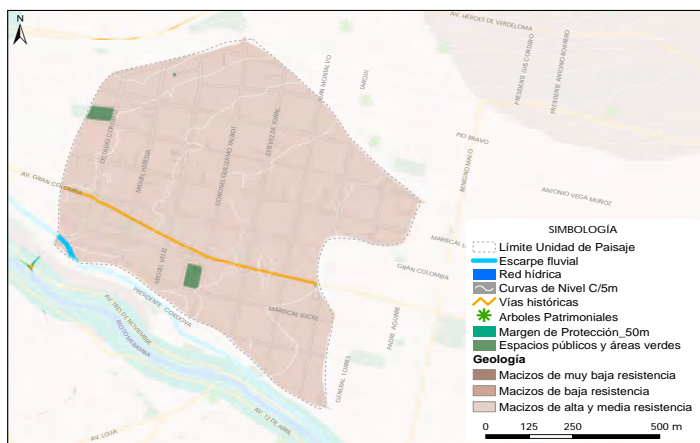 N
AV. HÉROES DE VERDELOMA
PRESIDENTE LUIS CORDERO
PRESIDENTE ANTONIO BORRERO
JUAN MONTALVO
TARQUI
OCTAVIO CORDERO
MIGUEL HEREDIA
CORONEL GUILERMO TALBOT
ESTEVEZ DE TORAL
PIO BRAVO
BENIGNO MALO
ANTONIO VEGA MUÑOZ
AV. GRAN COLOMBIA
MARISCAL
GRAN COLOMBIA
MIGUEL VELEZ
PRESIDENTE CORDOVA
MARISCAL SUCRE
PADRE AGUIRRE
GENERAL TORRES
AV. TRES DE NOVIEMBRE
AV. 12 DE ABRIL
AV. LOJA
SIMBOLOGÍA
Límite Unidad de Paisaje
Escarpe fluvial
Red hídrica
Curvas de Nivel C/5m
Vías históricas
Arboles Patrimoniales
Margen de Protección_50m
Espacios públicos y áreas verdes
Geología
Macizos de muy baja resistencia
Macizos de baja resistencia
Macizos de alta y media resistencia
0 125 250 500 m